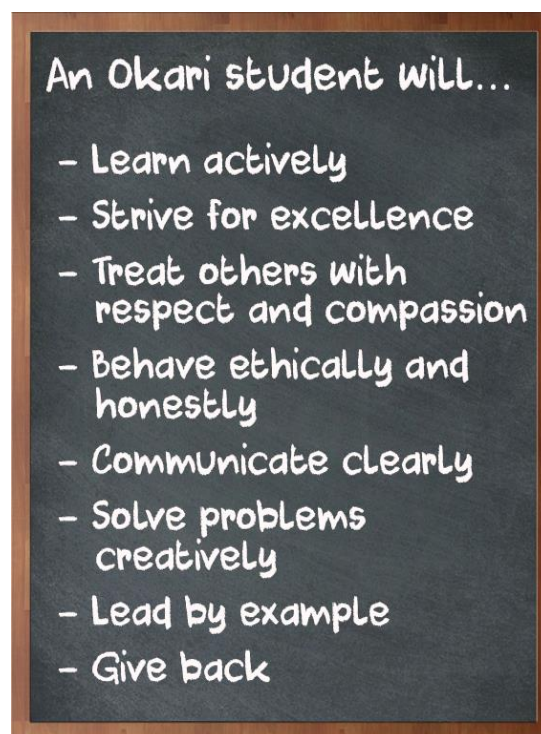 An Okari student will...
- Learn actively
- Strive for excellence
- Treat others with
respect and compassion
- Behave ethically and
honestly
- Communicate clearly
- Solve problems
creatively
- Lead by example
- Give back